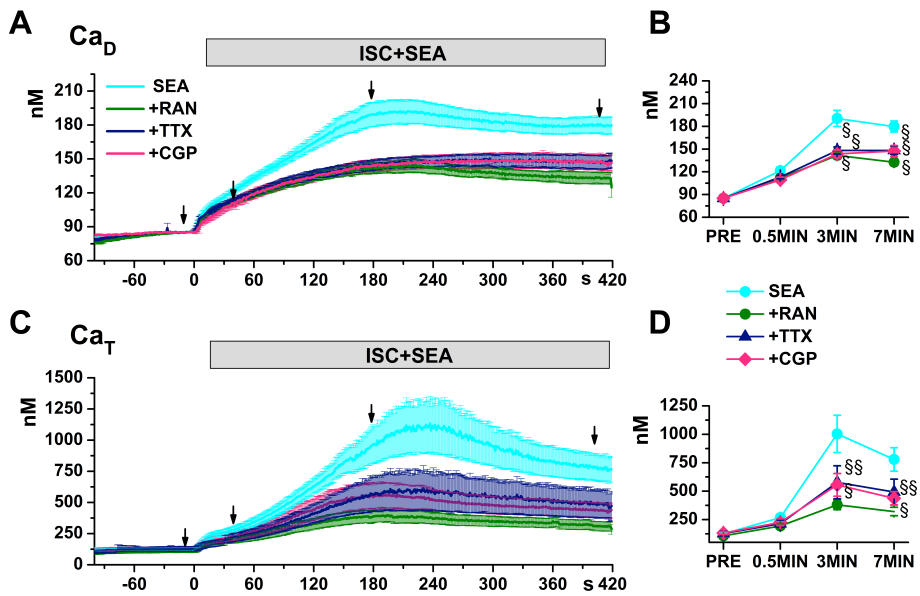 A
Ca_D
ISC+SEA
nM
210
180
150
120
90
60
SEA
+RAN
+TTX
+CGP
-60 0 60 120 180 240 300 360 s 420
B
nM
240
210
180
150
120
90
60
§
§
§
§
§
§
PRE 0.5MIN 3MIN 7MIN
SEA
+RAN
+TTX
+CGP
C
Ca_T
ISC+SEA
nM
1500
1250
1000
750
500
250
0
-60 0 60 120 180 240 300 360 s 420
D
nM
1250
1000
750
500
250
§§
§
§§
§
PRE 0.5MIN 3MIN 7MIN